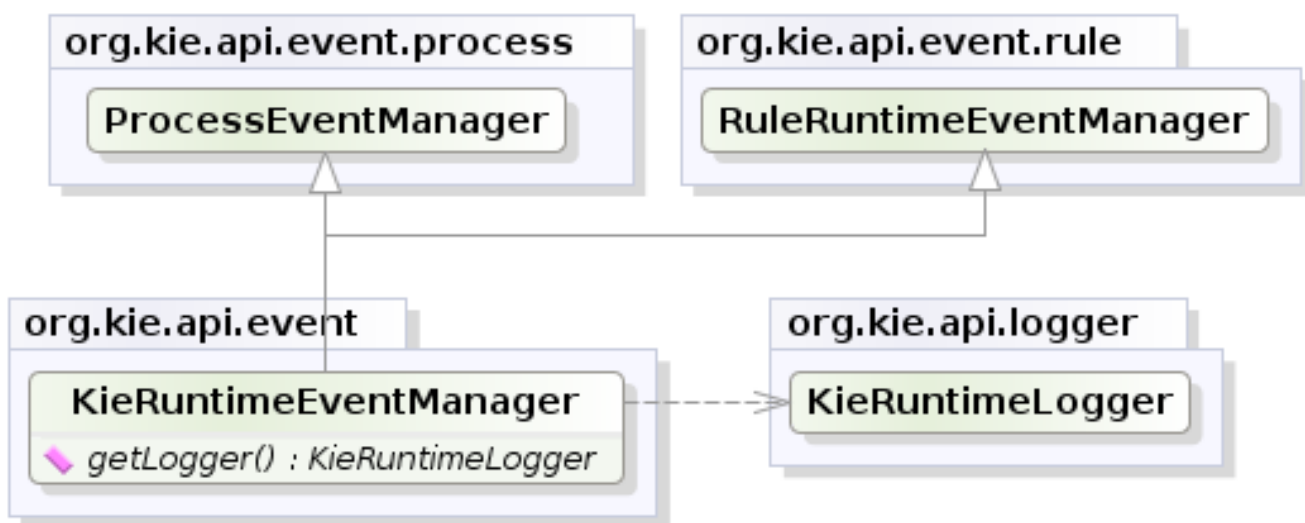 org.kie.api.event.process
ProcessEventManager
org.kie.api.event.rule
RuleRuntimeEventManager
org.kie.api.event
KieRuntimeEventManager
getLogger() : KieRuntimeLogger
org.kie.api.logger
KieRuntimeLogger